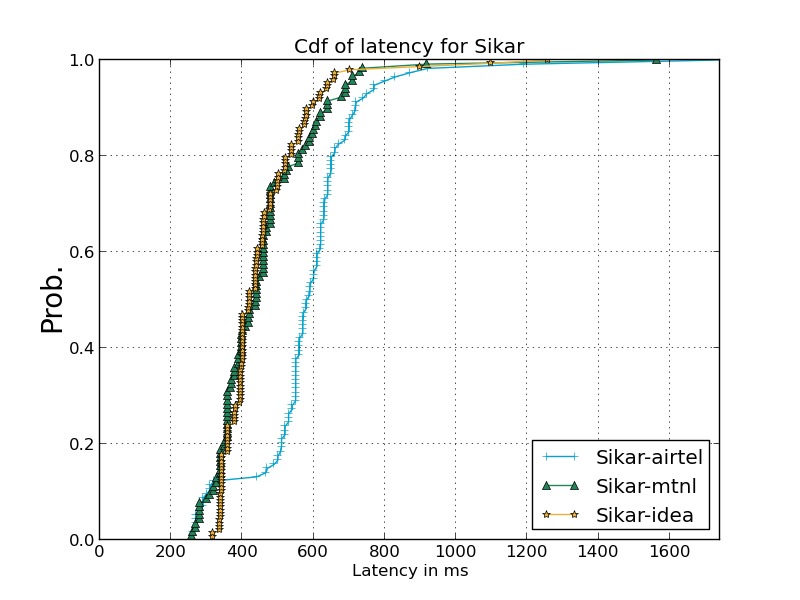 Cdf of latency for Sikar
1.0
0.8
0.6
0.4
0.2
0.0
Prob.
0 200 400 600 800 1000 1200 1400 1600
Latency in ms
Sikar-airtel
Sikar-mtnl
Sikar-idea